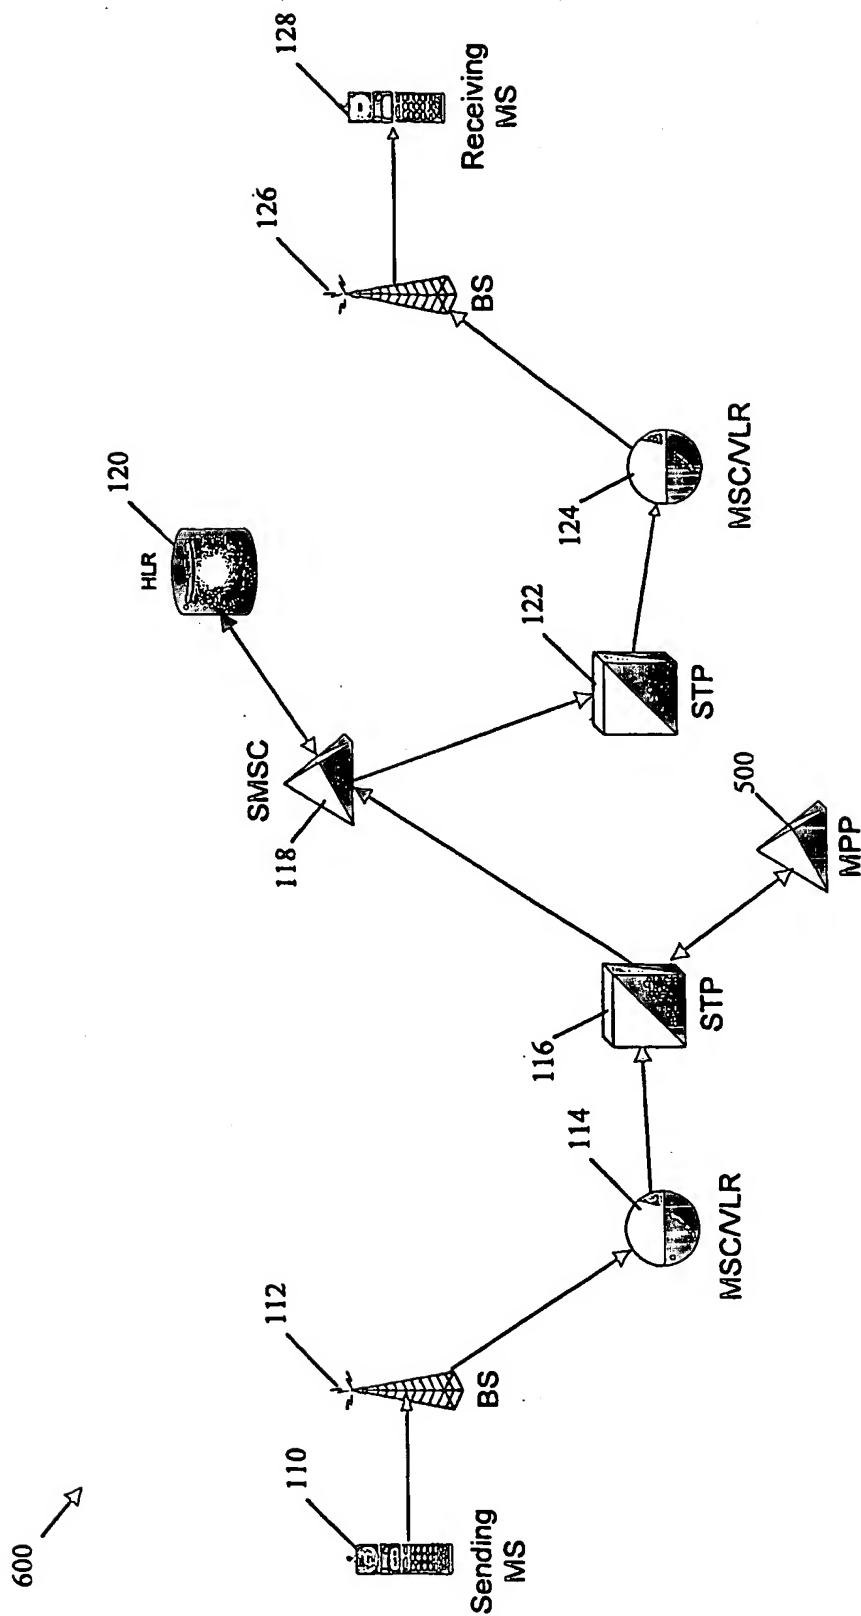 600
110
Sending
MS
112
BS
114
MSC/VLR
116
STP
500
MPP
118
SMSC
120
HLR
122
STP
124
MSC/VLR
126
BS
128
Receiving
MS